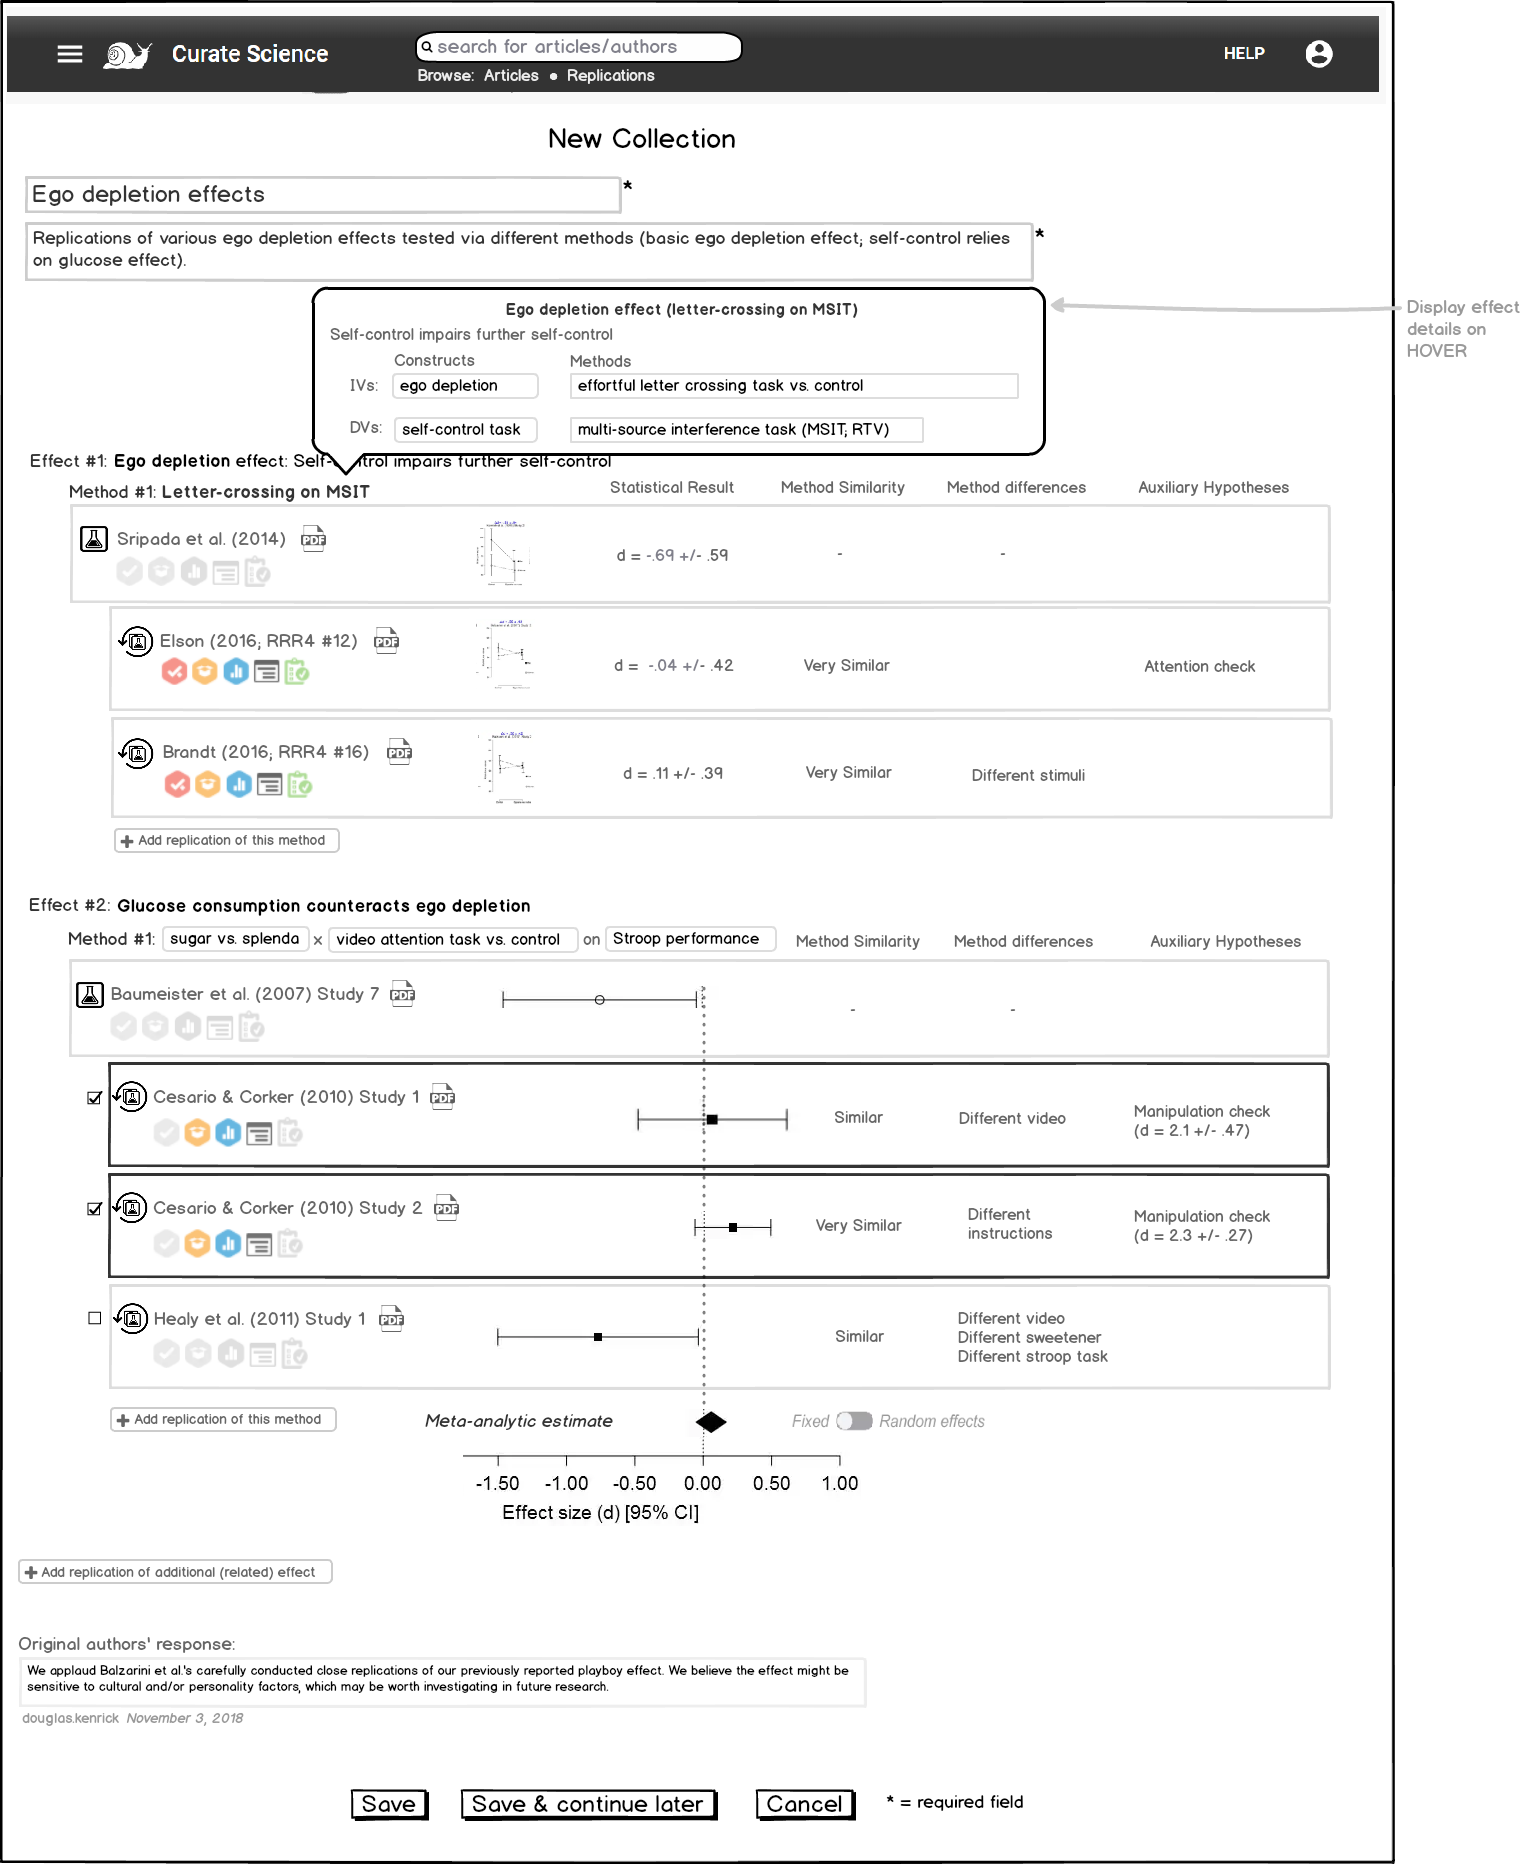 Curate Science
search for articles/authors
HELP
Browse: Articles ● Replications
New Collection
Ego depletion effects *
Replications of various ego depletion effects tested via different methods (basic ego depletion effect; self-control relies *
on glucose effect).
Display effect
details on
HOVER
Ego depletion effect (letter-crossing on MSIT)
Self-control impairs further self-control
Constructs Methods
IVs: ego depletion effortful letter crossing task vs. control
DVs: self-control task multi-source interference task (MSIT; RTV)
Effect #1: Ego depletion effect: Self- trol impairs further self-control
Method #1: Letter-crossing on MSIT Statistical Result Method Similarity Method differences Auxiliary Hypotheses
Sripada et al. (2014) PDF
d = -.69 +/- .59 - -
Elson (2016; RRR4 #12) PDF
d = -.04 +/- .42 Very Similar Attention check
Brandt (2016; RRR4 #16) PDF
d = .11 +/- .39 Very Similar Different stimuli
+ Add replication of this method
Effect #2: Glucose consumption counteracts ego depletion
Method #1: sugar vs. splenda x video attention task vs. control on Stroop performance Method Similarity Method differences Auxiliary Hypotheses
Baumeister et al. (2007) Study 7 PDF
- -
Cesario & Corker (2010) Study 1 PDF
Similar Different video Manipulation check
(d = 2.1 +/- .47)
Cesario & Corker (2010) Study 2 PDF
Very Similar Different
instructions
Manipulation check
(d = 2.3 +/- .27)
Healy et al. (2011) Study 1 PDF
Similar
Different video
Different sweetener
Different stroop task
+ Add replication of this method
Meta-analytic estimate
Fixed Random effects
-1.50 -1.00 -0.50 0.00 0.50 1.00
Effect size (d) [95% CI]
+ Add replication of additional (related) effect
Original authors' response:
We applaud Balzarini et al.'s carefully conducted close replications of our previously reported playboy effect. We believe the effect might be
sensitive to cultural and/or personality factors, which may be worth investigating in future research.
douglas.kenrick November 3, 2018
Save Save & continue later Cancel * = required field